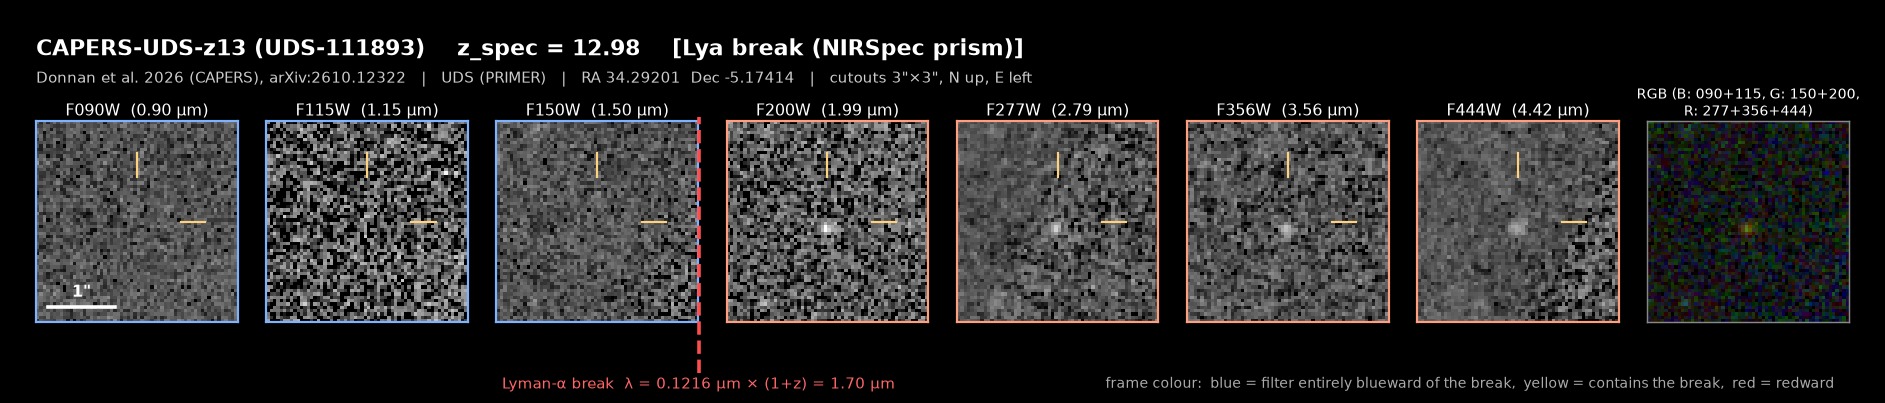 CAPERS-UDS-z13 (UDS-111893)    z_spec = 12.98    [Lya break (NIRSpec prism)]
Donnan et al. 2026 (CAPERS), arXiv:2610.12322   |   UDS (PRIMER)   |   RA 34.29201  Dec -5.17414   |   cutouts 3"×3", N up, E left
F090W  (0.90 μm)
F115W  (1.15 μm)
F150W  (1.50 μm)
F200W  (1.99 μm)
F277W  (2.79 μm)
F356W  (3.56 μm)
F444W  (4.42 μm)
RGB (B: 090+115, G: 150+200,
R: 277+356+444)
1"
Lyman-α break  λ = 0.1216 μm × (1+z) = 1.70 μm
frame colour:  blue = filter entirely blueward of the break,  yellow = contains the break,  red = redward